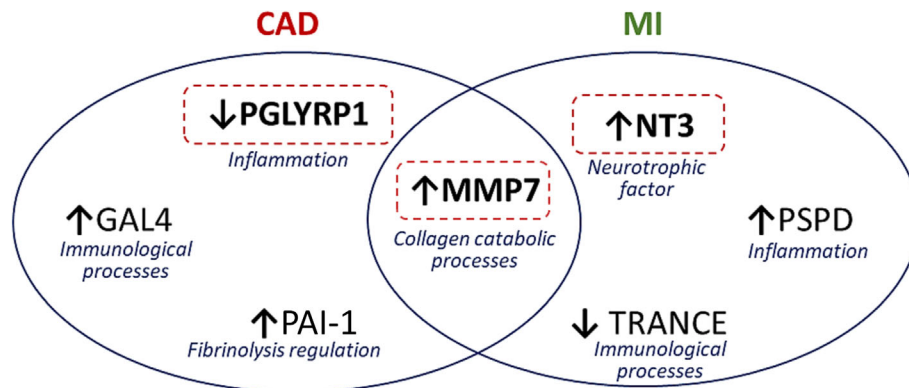 CAD
MI
↓PGLYRP1
Inflammation
↑NT3
Neurotrophic
factor
↑MMP7
Collagen catabolic
processes
↑GAL4
Immunological
processes
↑PSPD
Inflammation
↑PAI-1
Fibrinolysis regulation
↓ TRANCE
Immunological
processes